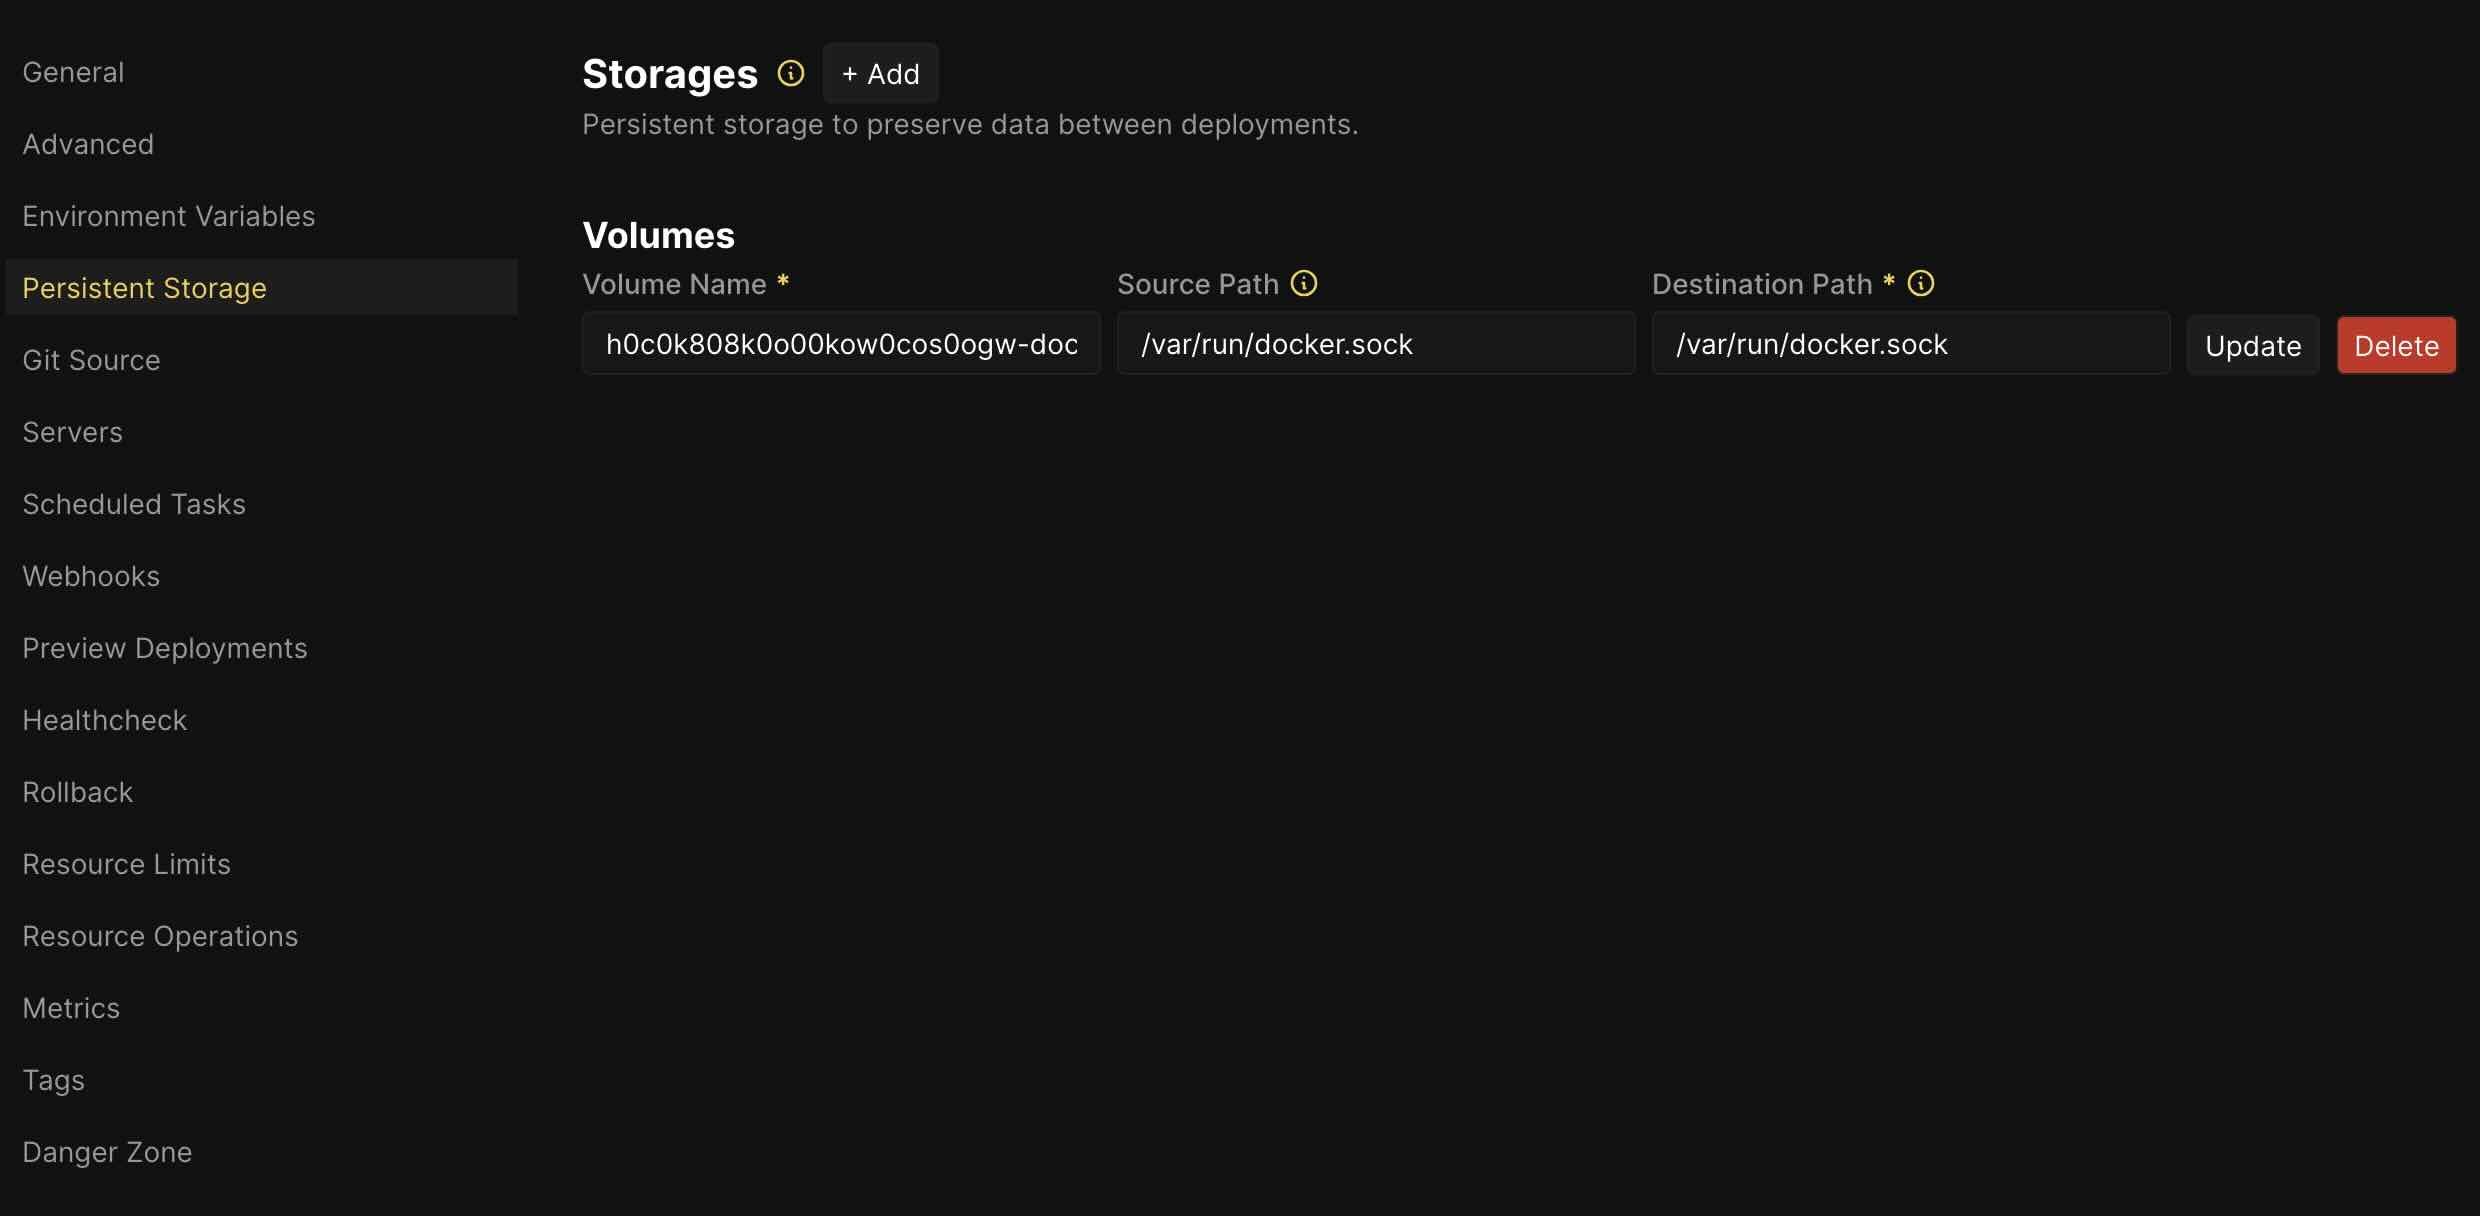 General
Advanced
Environment Variables
Persistent Storage
Git Source
Servers
Scheduled Tasks
Webhooks
Preview Deployments
Healthcheck
Rollback
Resource Limits
Resource Operations
Metrics
Tags
Danger Zone
Storages + Add
Persistent storage to preserve data between deployments.
Volumes
Volume Name * Source Path Destination Path *
h0c0k808k0o00kow0cos0ogw-doc /var/run/docker.sock /var/run/docker.sock Update Delete